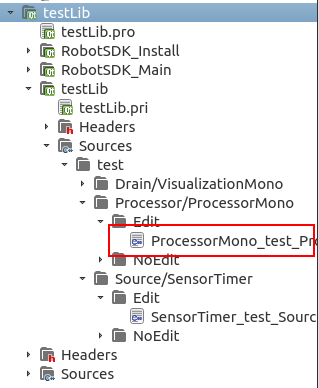 testLib
testLib.pro
RobotSDK_Install
RobotSDK_Main
testLib
testLib.pri
Headers
Sources
test
Drain/VisualizationMono
Processor/ProcessorMono
Edit
ProcessorMono_test_Pro
NoEdit
Source/SensorTimer
Edit
SensorTimer_test_Sourc
NoEdit
Headers
Sources